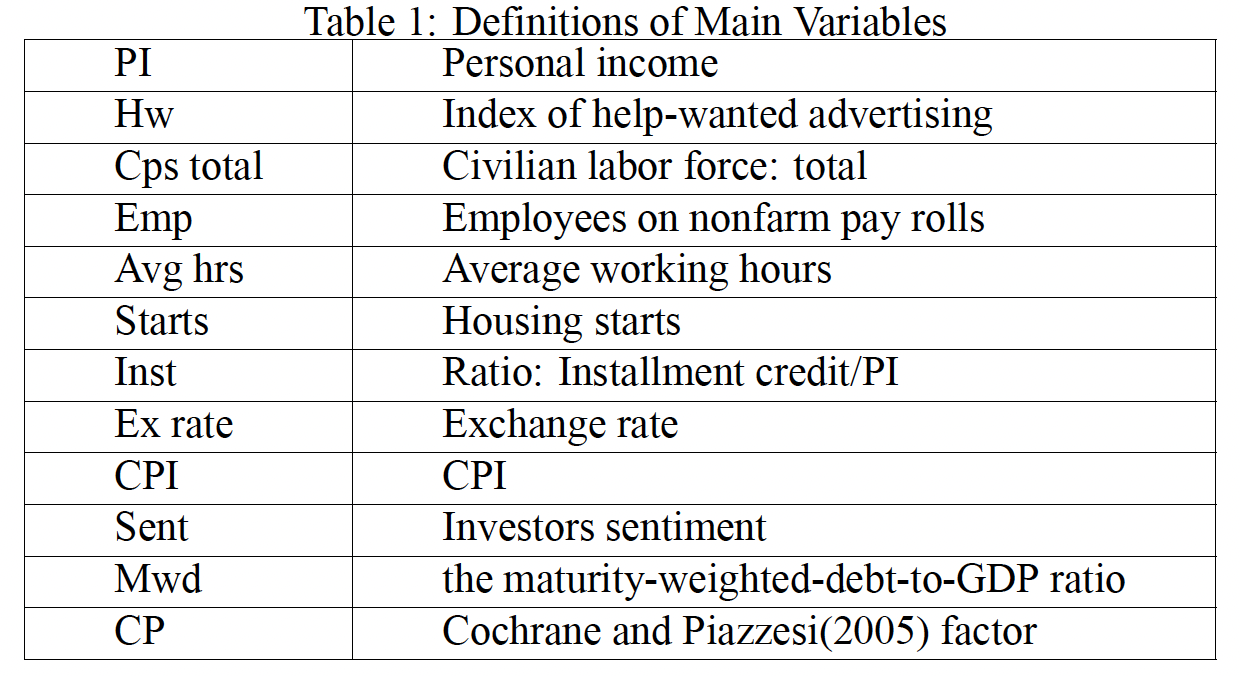 Table 1: Definitions of Main Variables
PI Personal income
Hw Index of help-wanted advertising
Cps total Civilian labor force: total
Emp Employees on nonfarm pay rolls
Avg hrs Average working hours
Starts Housing starts
Inst Ratio: Installment credit/PI
Ex rate Exchange rate
CPI CPI
Sent Investors sentiment
Mwd the maturity-weighted-debt-to-GDP ratio
CP Cochrane and Piazzesi(2005) factor